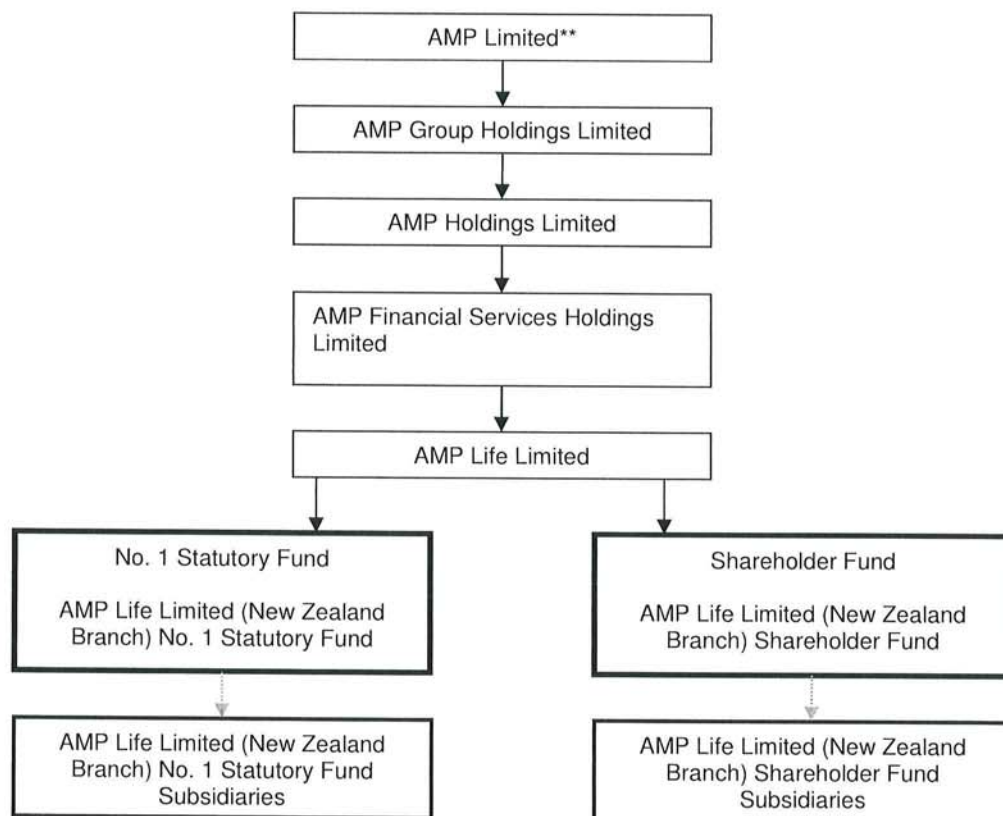 AMP Limited**
AMP Group Holdings Limited
AMP Holdings Limited
AMP Financial Services Holdings
Limited
AMP Life Limited
No. 1 Statutory Fund
AMP Life Limited (New Zealand
Branch) No. 1 Statutory Fund
Shareholder Fund
AMP Life Limited (New Zealand
Branch) Shareholder Fund
AMP Life Limited (New Zealand
Branch) No. 1 Statutory Fund
Subsidiaries
AMP Life Limited (New Zealand
Branch) Shareholder Fund
Subsidiaries